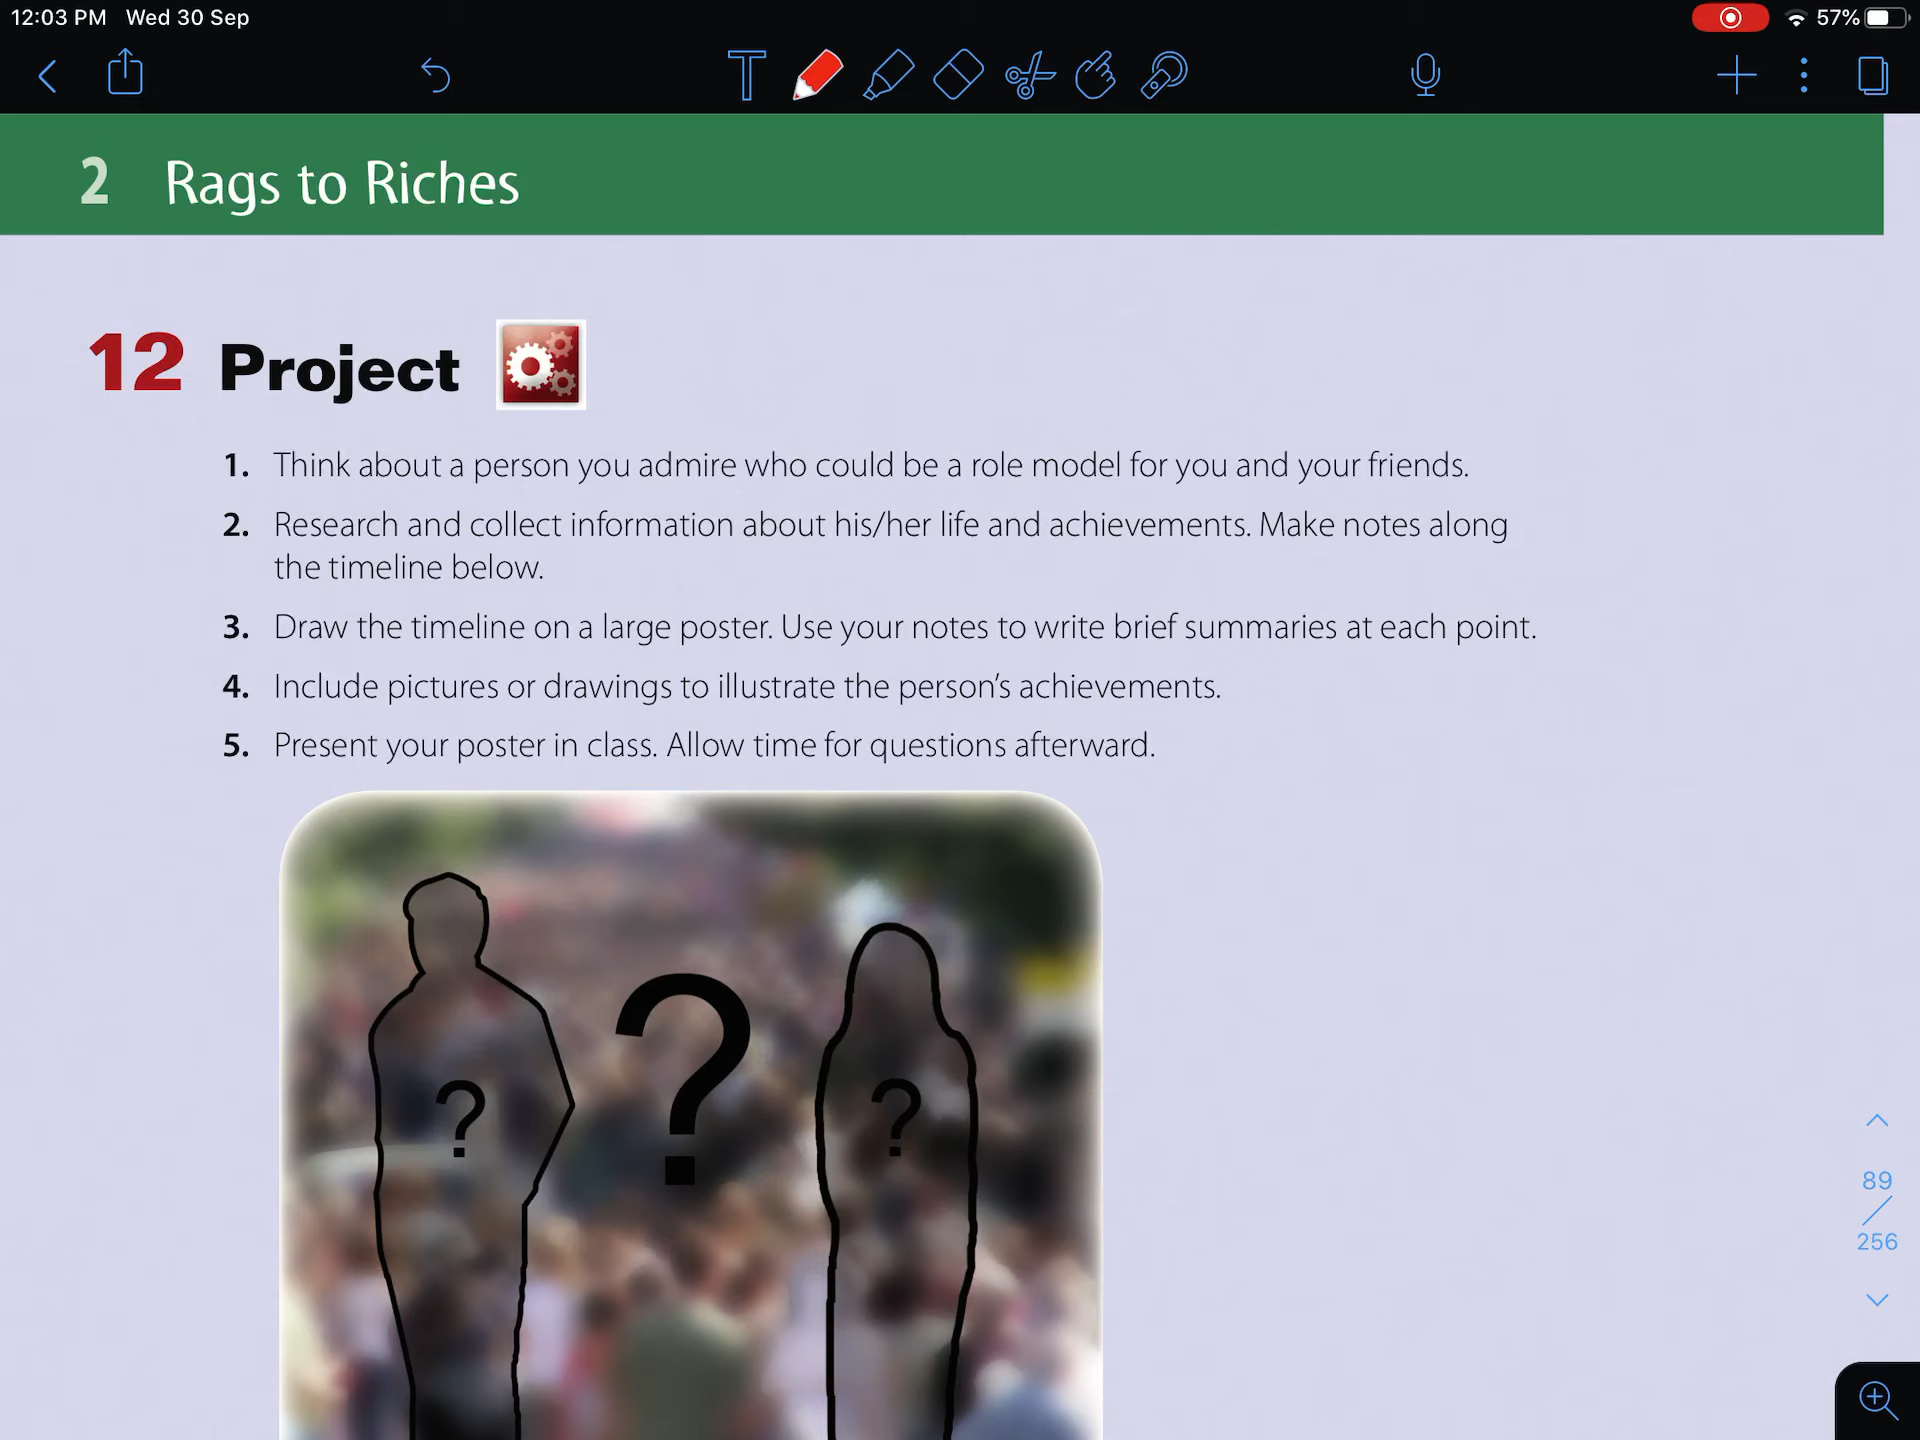 12:03 PM Wed 30 Sep 57%
T
2 Rags to Riches
12 Project
1. Think about a person you admire who could be a role model for you and your friends.
2. Research and collect information about his/her life and achievements. Make notes along
the timeline below.
3. Draw the timeline on a large poster. Use your notes to write brief summaries at each point.
4. Include pictures or drawings to illustrate the person's achievements.
5. Present your poster in class. Allow time for questions afterward.
?
? ?
89
/
256